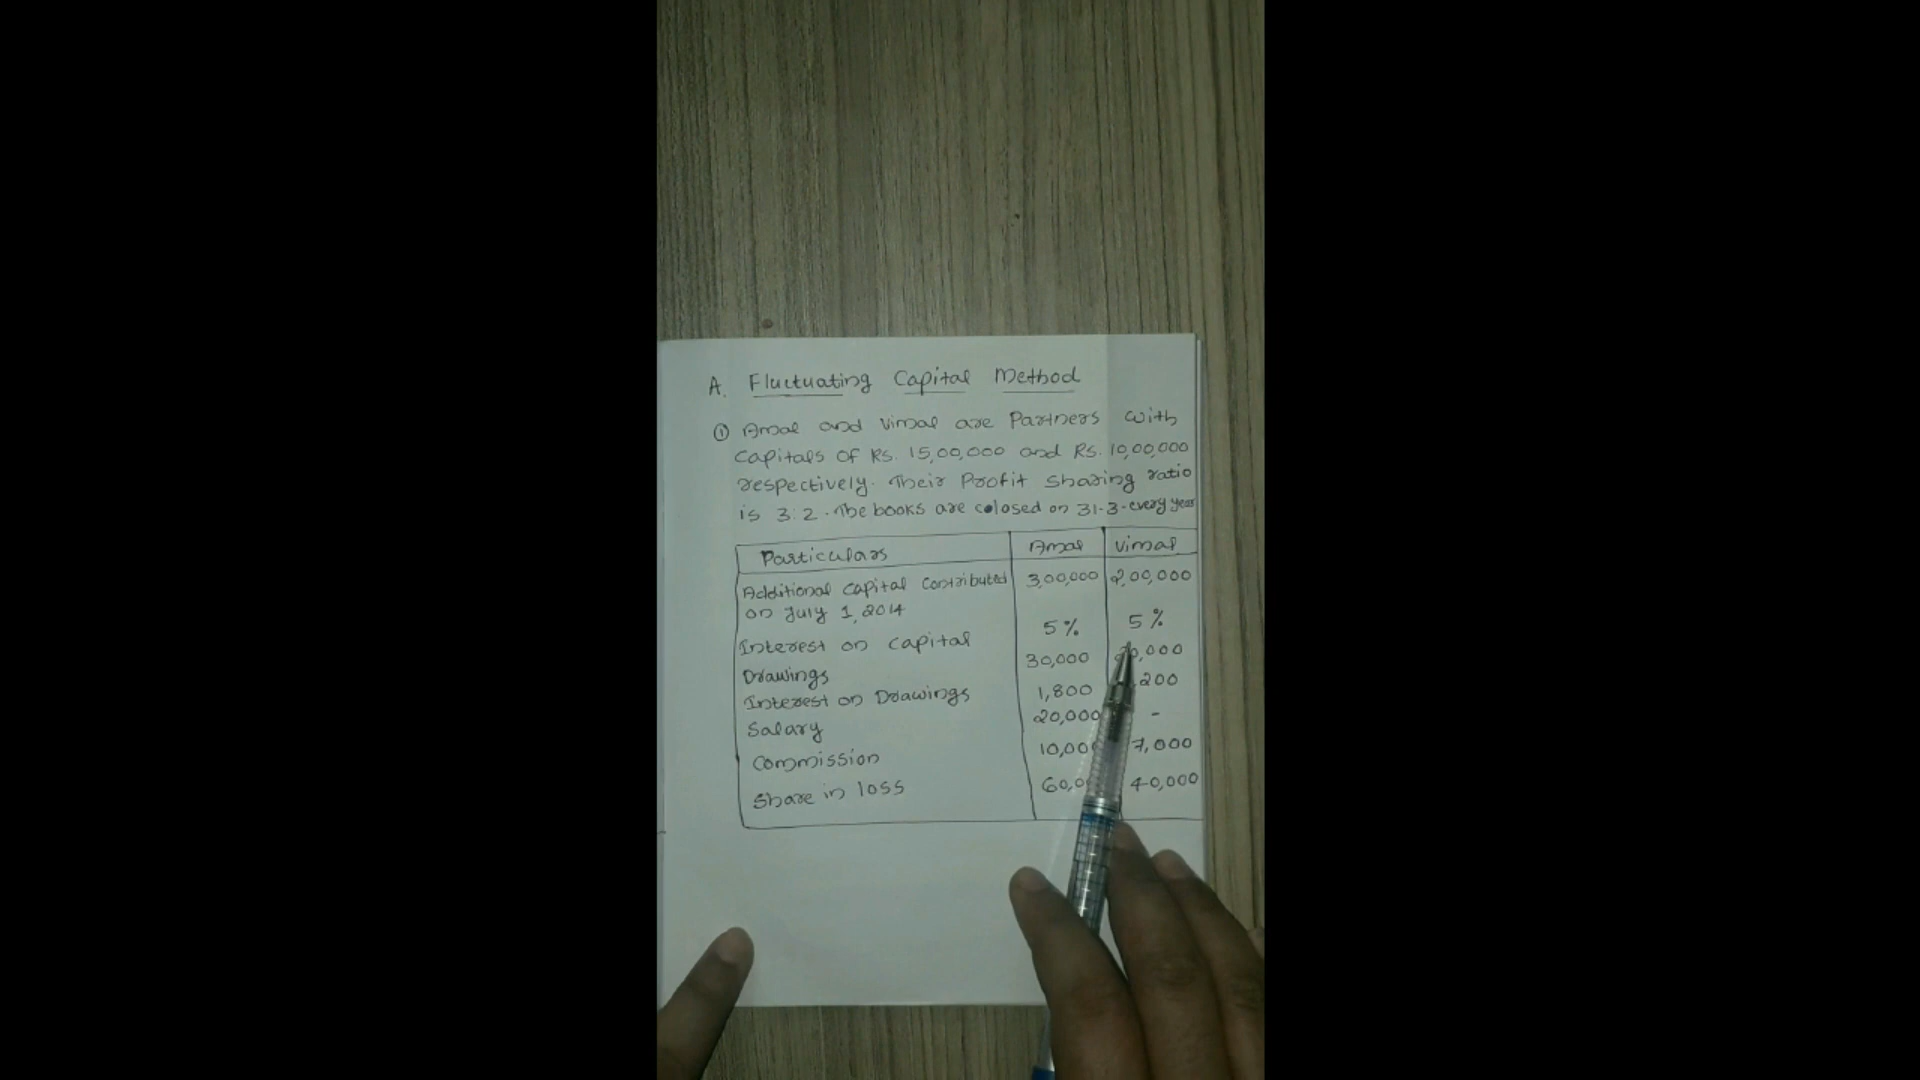 A. Fluctuating Capital Method
① Amal and Vimal are Partners with
Capitals of Rs. 15,00,000 and Rs. 10,00,000
respectively. Their Profit sharing ratio
is 3:2. The books are colosed on 31-3-every year
Particulars Amal Vimal
Additional Capital Contributed 3,00,000 2,00,000
on July 1, 2014
Interest on capital 5% 5%
Drawings 30,000
Interest on Drawings 1,800
Salary 20,000 -
Commission 7,000
Share in loss 40,000